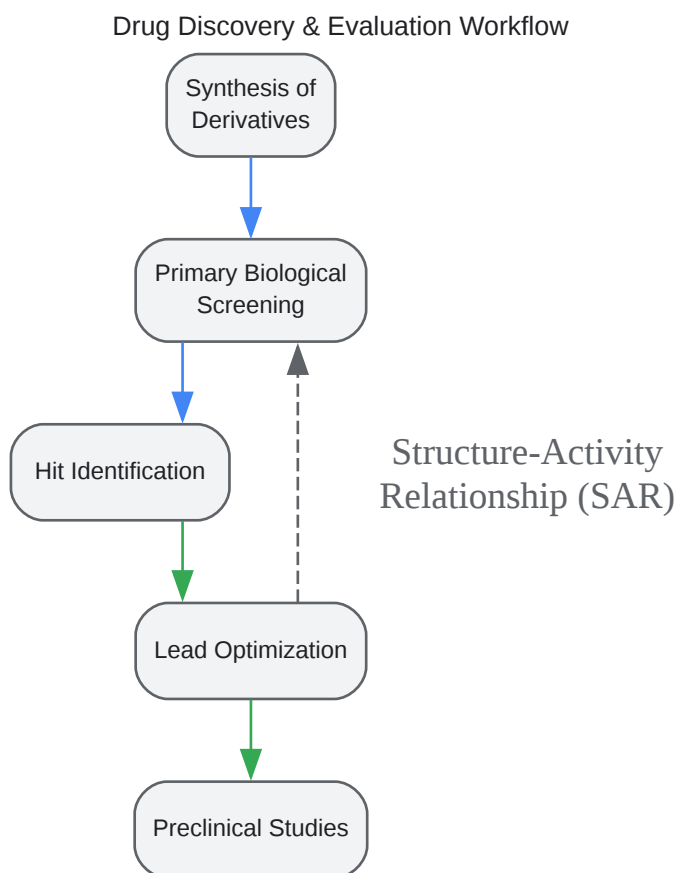 Drug Discovery & Evaluation Workflow
Synthesis of
Derivatives
Primary Biological
Screening
Hit Identification
Structure-Activity
Relationship (SAR)
Lead Optimization
Preclinical Studies